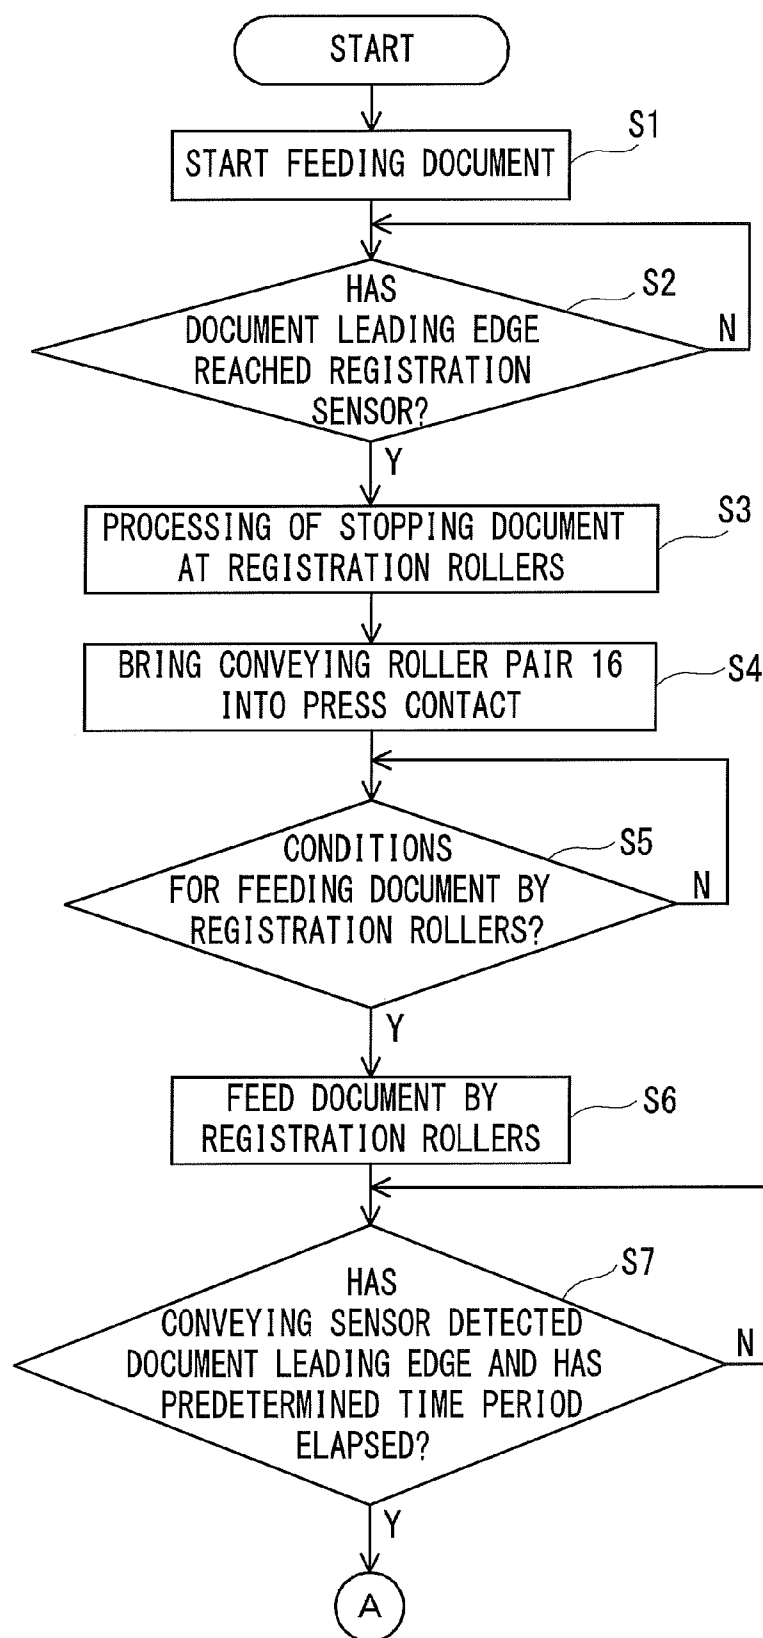 START
S1
START FEEDING DOCUMENT
S2
HAS
DOCUMENT LEADING EDGE
REACHED REGISTRATION
SENSOR?
N
Y
S3
PROCESSING OF STOPPING DOCUMENT
AT REGISTRATION ROLLERS
S4
BRING CONVEYING ROLLER PAIR 16
INTO PRESS CONTACT
S5
CONDITIONS
FOR FEEDING DOCUMENT BY
REGISTRATION ROLLERS?
N
Y
S6
FEED DOCUMENT BY
REGISTRATION ROLLERS
S7
HAS
CONVEYING SENSOR DETECTED
DOCUMENT LEADING EDGE AND HAS
PREDETERMINED TIME PERIOD
ELAPSED?
N
Y
A